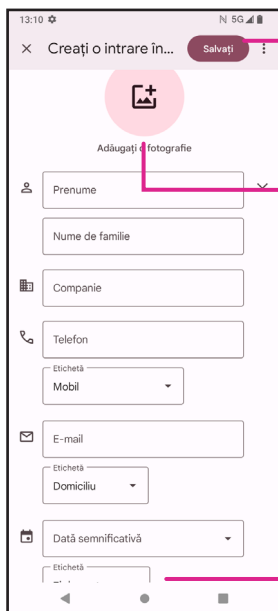 13:10 5G
Creați o intrare în... Salvați
Adăugați o fotografie
Prenume
Nume de familie
Companie
Telefon
Etichetă
Mobil
E-mail
Etichetă
Domiciliu
Dată semnificativă
Etichetă